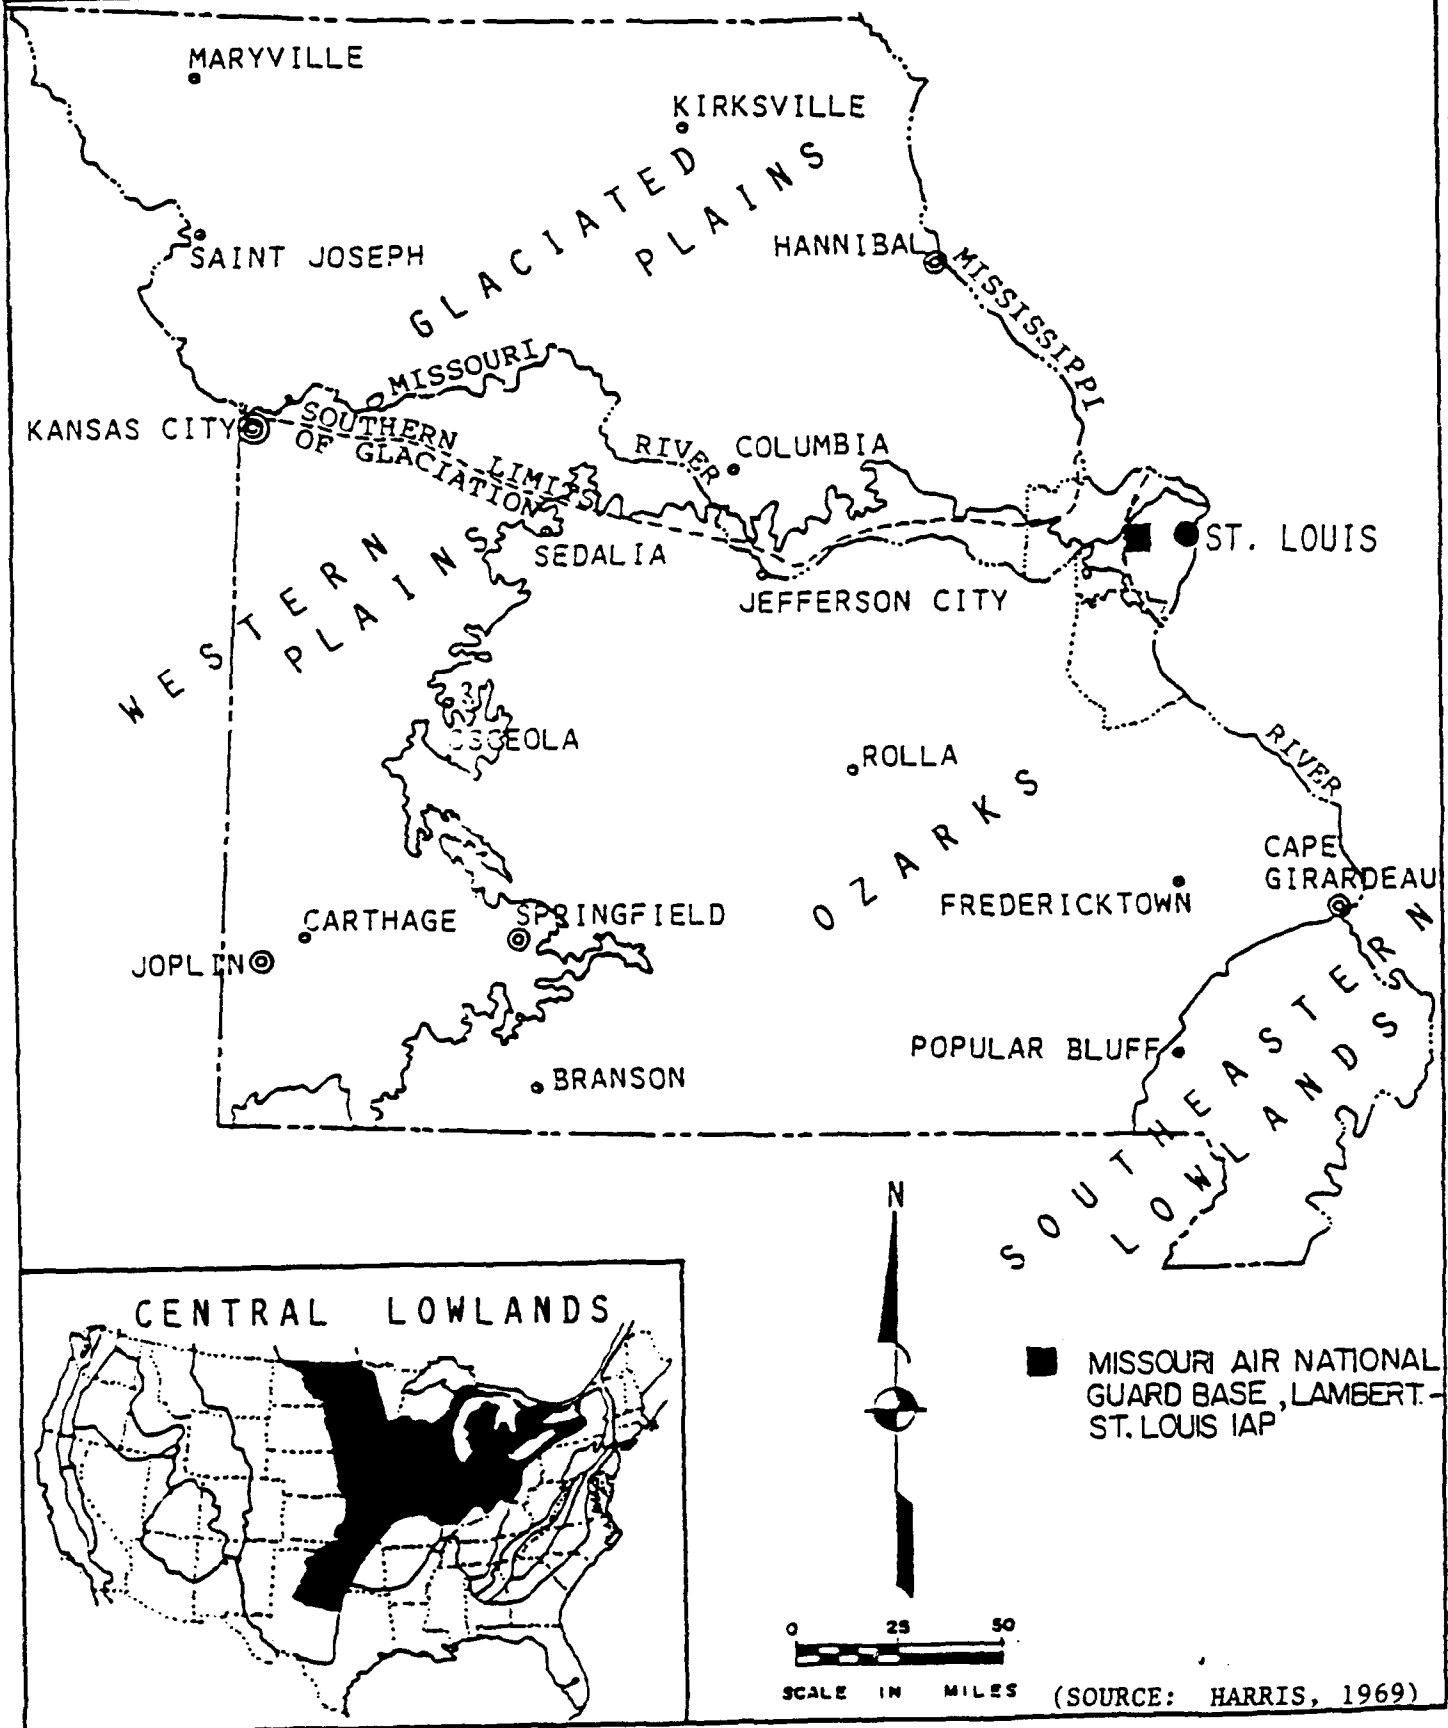 MARYVILLE
KIRKSVILLE
GLACIATED
PLAINS
SAINT JOSEPH
HANNIBAL
MISSISSIPPI
MISSOURI
KANSAS CITY
SOUTHERN LIMITS
OF GLACIATION
RIVER
COLUMBIA
WESTERN
PLAINS
SEDALIA
ST. LOUIS
JEFFERSON CITY
OSCEOLA
ROLLA
RIVER
OZARKS
CAPE
GIRARDEAU
FREDERICKTOWN
CARTHAGE
SPRINGFIELD
JOPLIN
POPULAR BLUFF
BRANSON
SOUTHEASTERN
LOWLANDS
N
CENTRAL LOWLANDS
MISSOURI AIR NATIONAL
GUARD BASE, LAMBERT-
ST. LOUIS IAP
0 25 50
SCALE IN MILES
(SOURCE: HARRIS, 1969)